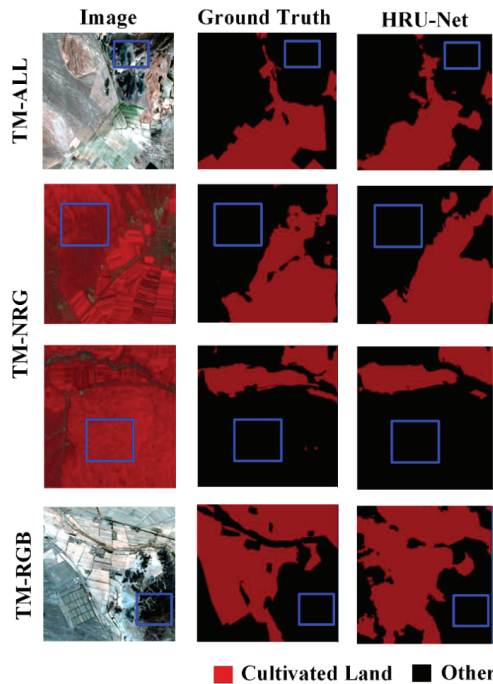 Image Ground Truth HRU-Net
TM-ALL
TM-NRG
TM-RGB
Cultivated Land Other